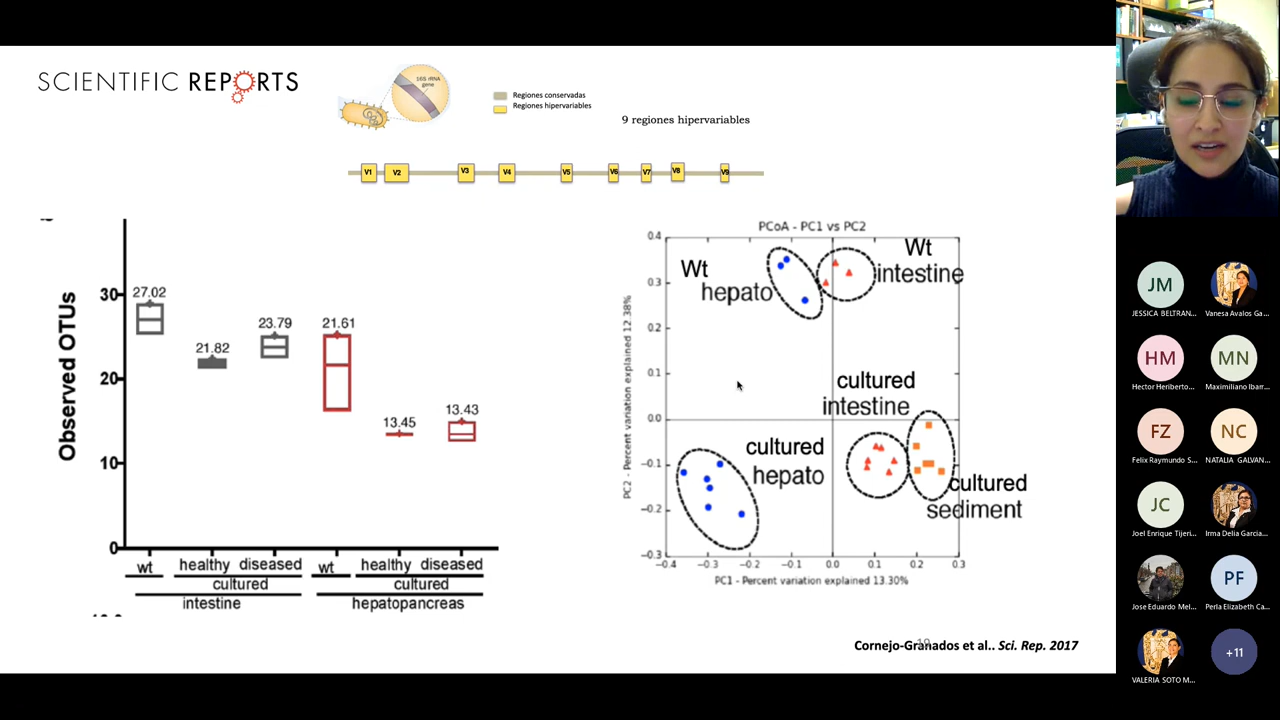 SCIENTIFIC REPORTS
16S rRNA
gene
Regiones conservadas
Regiones hipervariables
9 regiones hipervariables
V1 V2 V3 V4 V5 V6 V7 V8 V9
Observed OTUs
30
20
10
0
27.02
21.82
23.79
21.61
13.45
13.43
wt healthy diseased wt healthy diseased
cultured cultured
intestine hepatopancreas
PCoA - PC1 vs PC2
PC2 - Percent variation explained 12.38%
0.4
0.3
0.2
0.1
0.0
−0.1
−0.2
−0.3
−0.4 −0.3 −0.2 −0.1 0.0 0.1 0.2 0.3
PC1 - Percent variation explained 13.30%
Wt
hepato
Wt
intestine
cultured
intestine
cultured
hepato
cultured
sediment
Cornejo-Granados et al.. Sci. Rep. 2017
19
JM
JESSICA BELTRAN...
Vanesa Avalos Ga...
HM
Hector Heriberto...
MN
Maximiliano Ibarr...
FZ
Felix Raymundo S...
NC
NATALIA GALVAN...
JC
Joel Enrique Tijeri...
Irma Delia Garcia...
Jose Eduardo Mel...
PF
Perla Elizabeth Ca...
VALERIA SOTO M...
+11